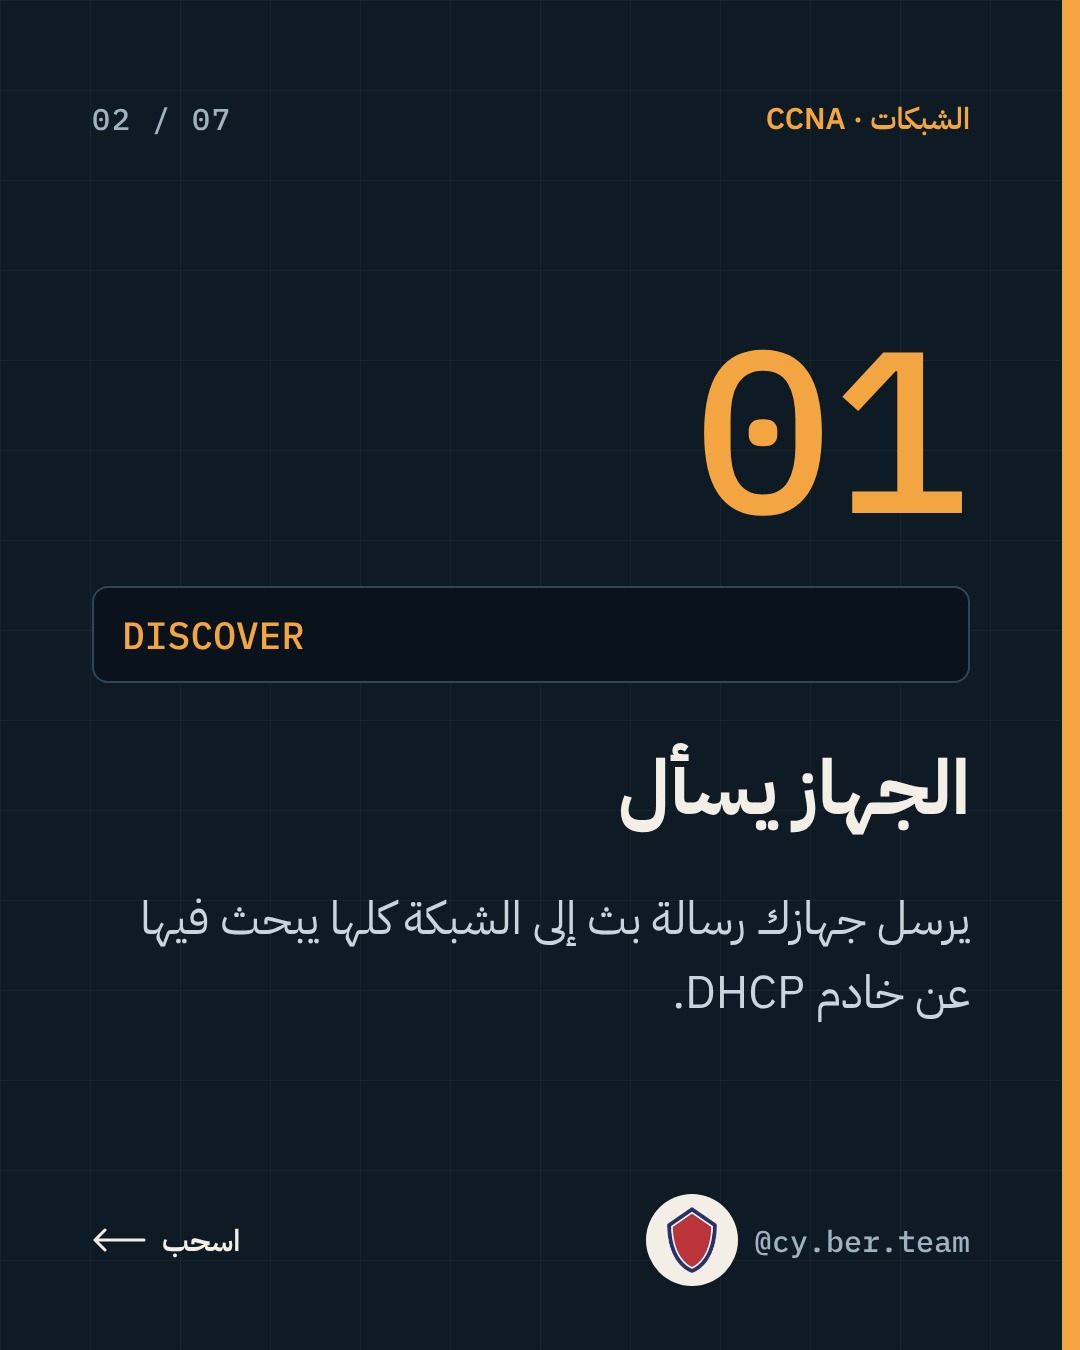 الشبكات · CCNA
02 / 07
01
DISCOVER
الجهاز يسأل
يرسل جهازك رسالة بث إلى الشبكة كلها يبحث فيها
عن خادم DHCP.
@cy.ber.team
اسحب ←